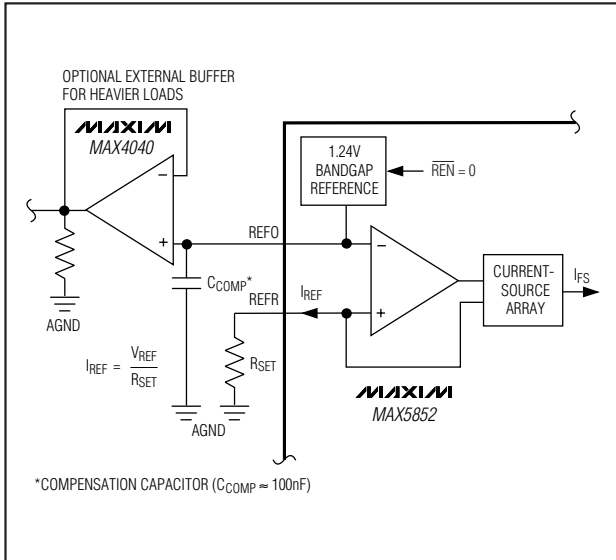 OPTIONAL EXTERNAL BUFFER
FOR HEAVIER LOADS
MAXIM
MAX4040
−
+
AGND
1.24V
BANDGAP
REFERENCE
REN = 0
REFO
CCOMP*
REFR
IREF
RSET
−
+
CURRENT-
SOURCE
ARRAY
IFS
IREF = VREF
RSET
AGND
MAXIM
MAX5852
*COMPENSATION CAPACITOR (CCOMP ≈ 100nF)